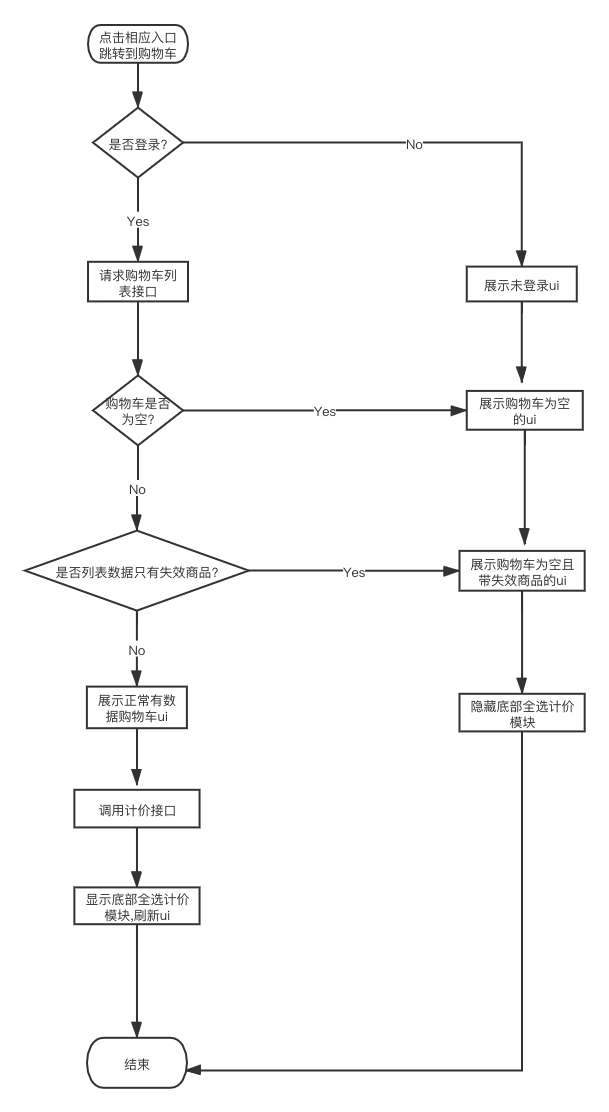 点击相应入口
跳转到购物车
是否登录?
No
Yes
请求购物车列
表接口
展示未登录ui
购物车是否
为空?
Yes
展示购物车为空
的ui
No
是否列表数据只有失效商品?
Yes
展示购物车为空且
带失效商品的ui
No
展示正常有数
据购物车ui
隐藏底部全选计价
模块
调用计价接口
显示底部全选计价
模块,刷新ui
结束